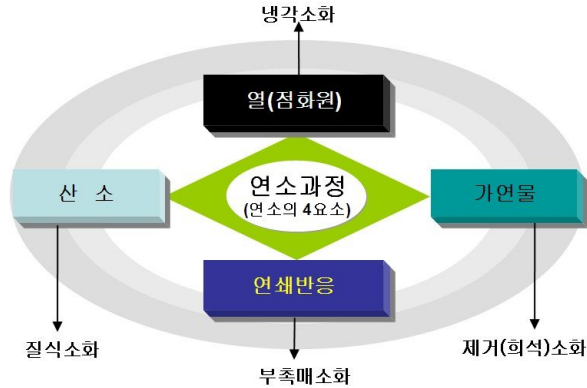 냉각소화
열(점화원)
산 소
연소과정
(연소의 4요소)
가연물
연쇄반응
질식소화
제거(희석)소화
부촉매소화